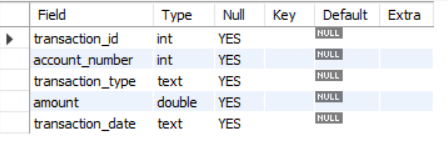 Field Type Null Key Default Extra
transaction_id int YES NULL
account_number int YES NULL
transaction_type text YES NULL
amount double YES NULL
transaction_date text YES NULL